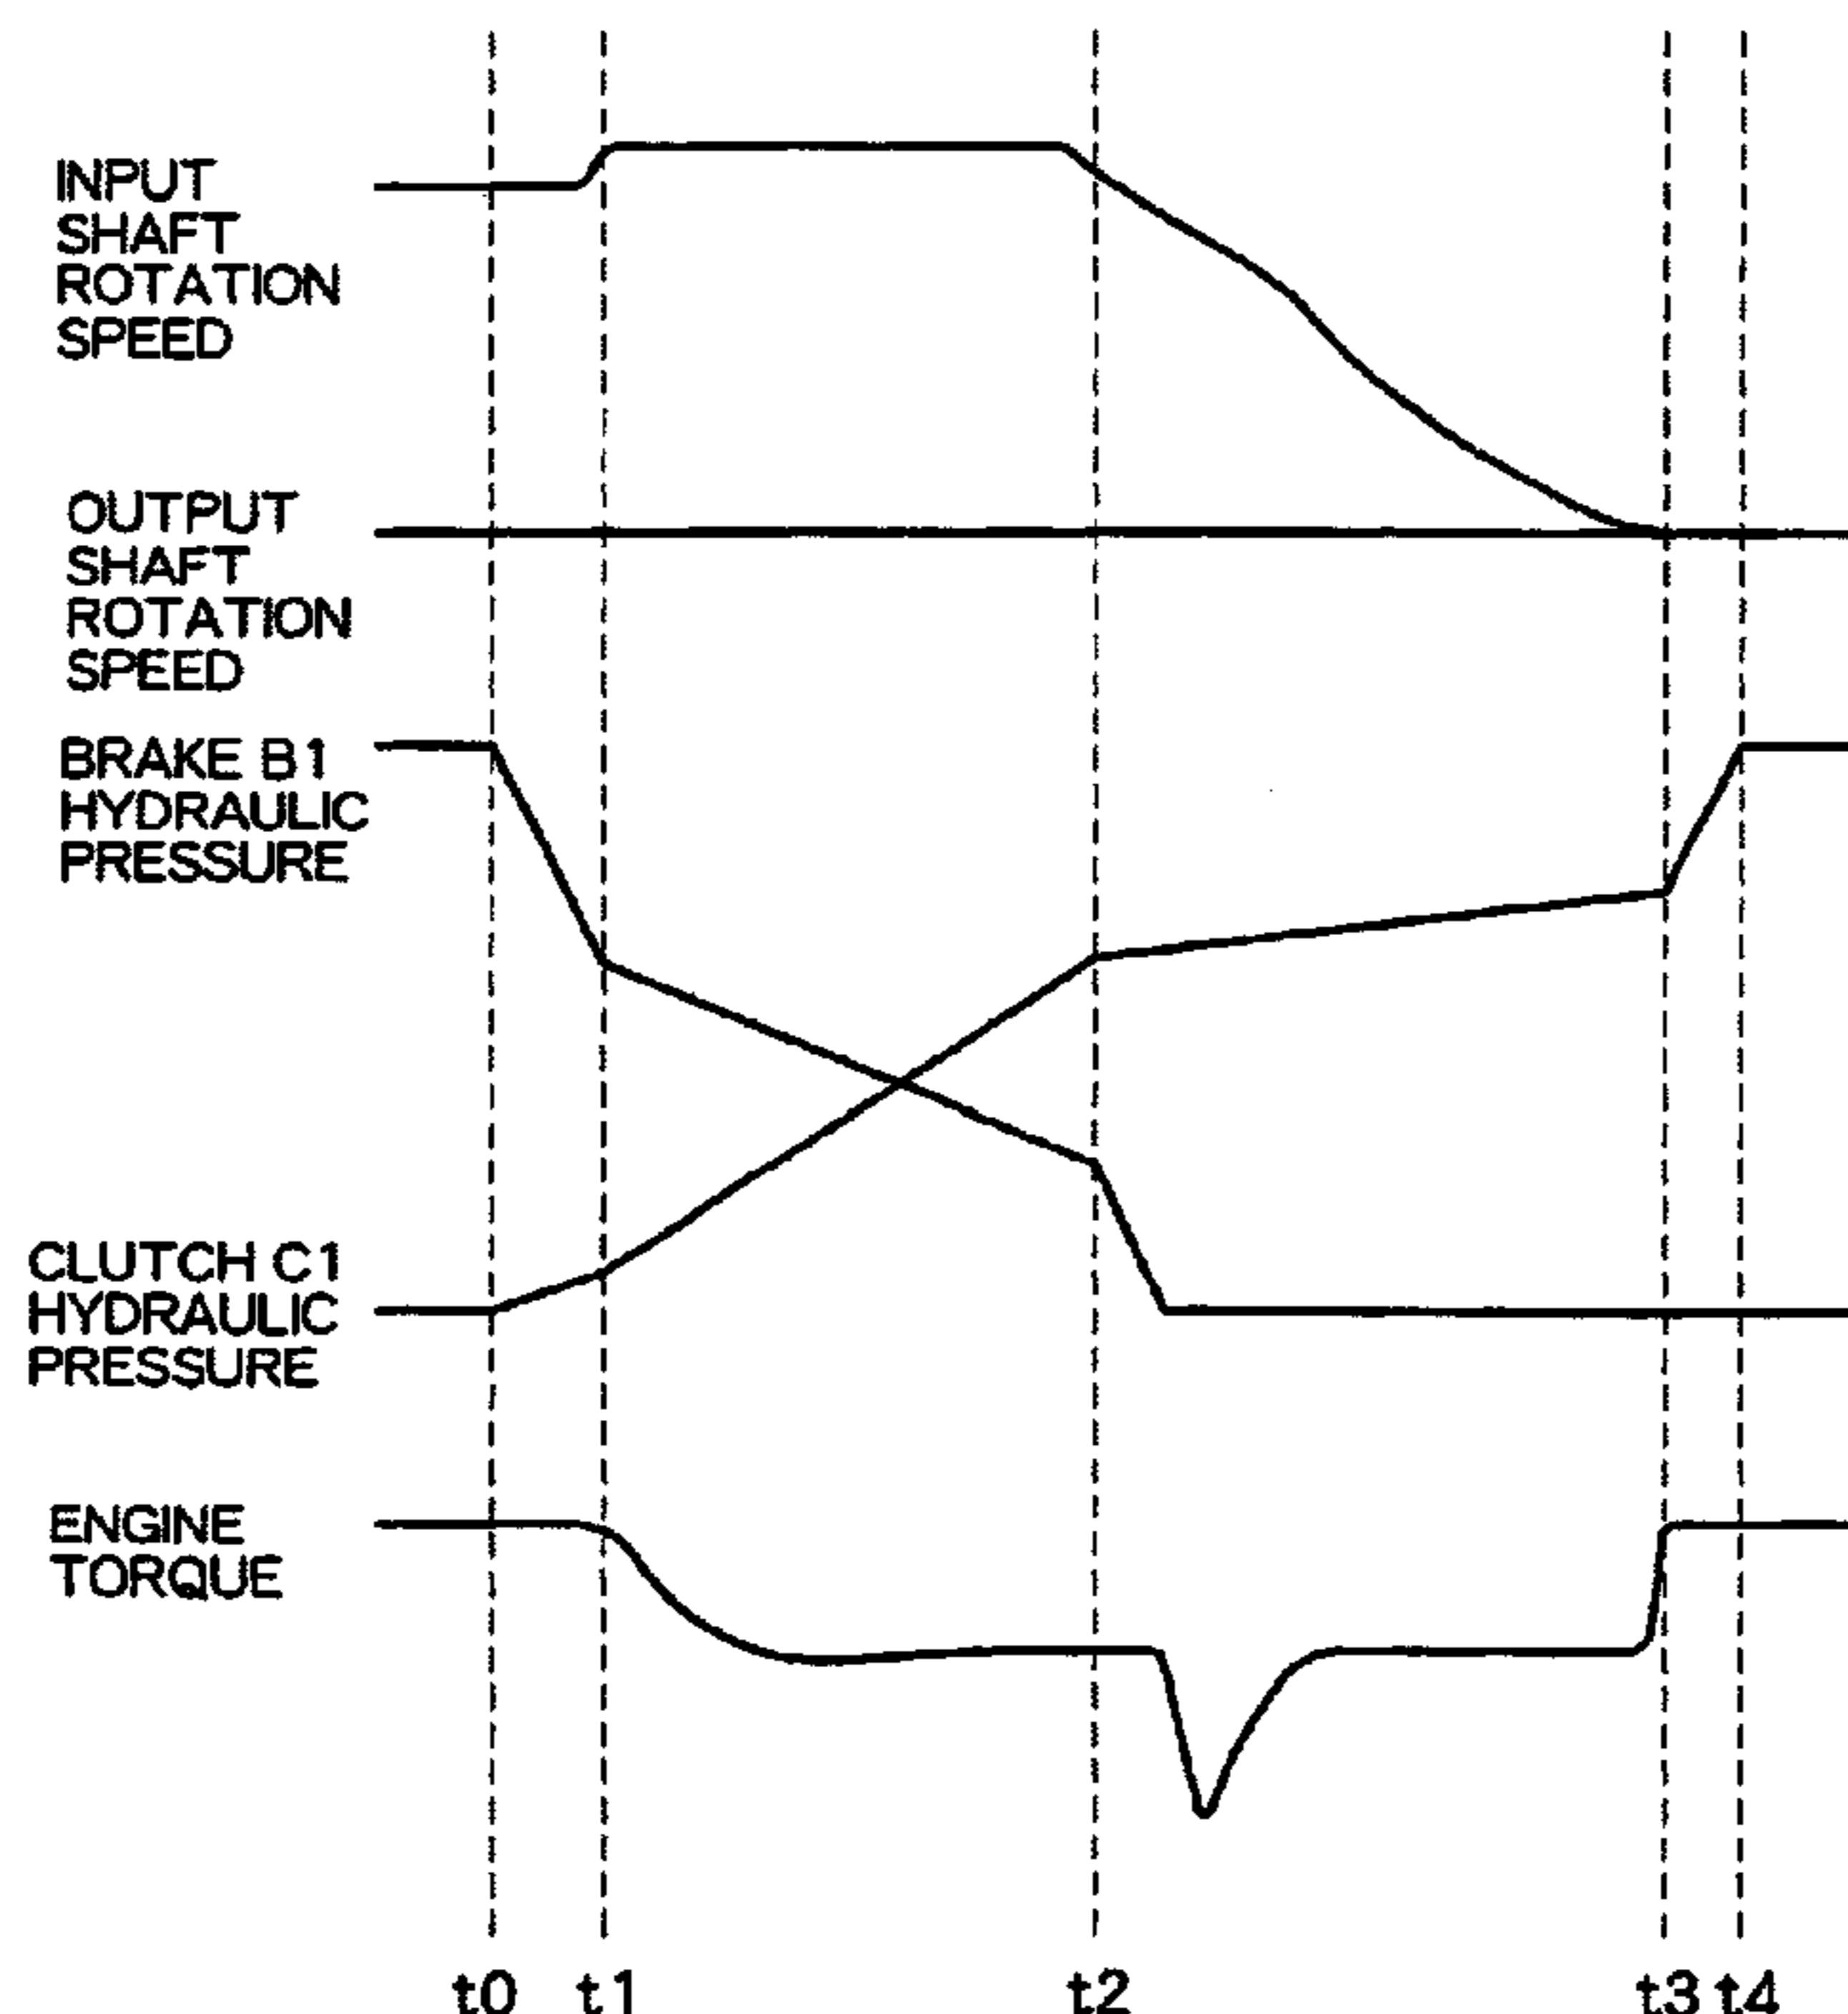 INPUT
SHAFT
ROTATION
SPEED
OUTPUT
SHAFT
ROTATION
SPEED
BRAKE B1
HYDRAULIC
PRESSURE
CLUTCH C1
HYDRAULIC
PRESSURE
ENGINE
TORQUE
t0 t1 t2 t3 t4